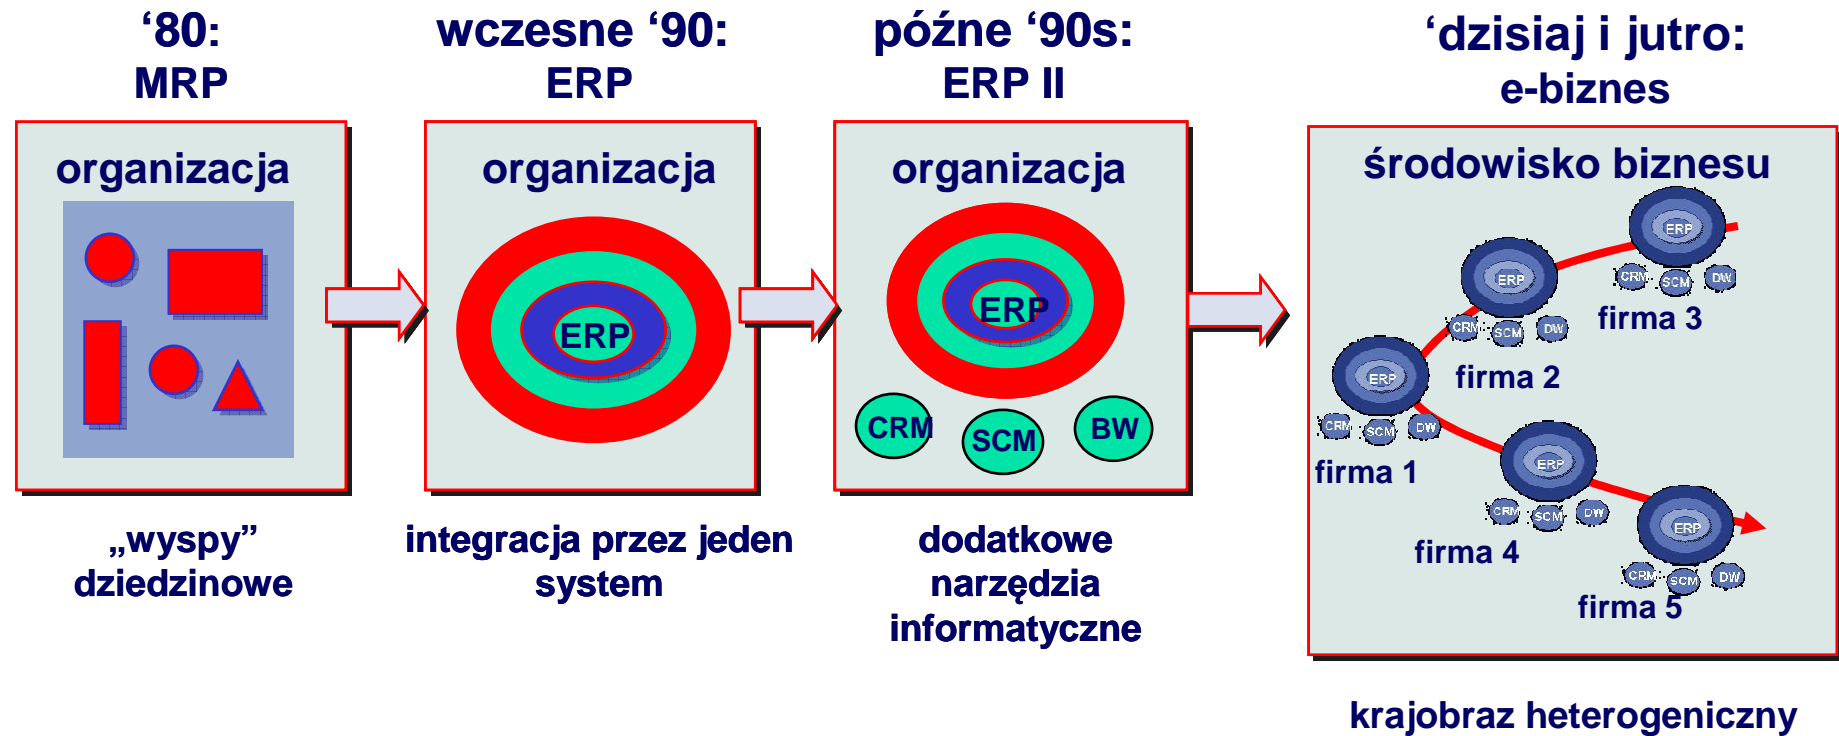 ‘80:
MRP
organizacja
„wyspy”
dziedzinowe
wczesne ‘90:
ERP
organizacja
ERP
integracja przez jeden
system
późne ‘90s:
ERP II
organizacja
ERP
CRM
SCM
BW
dodatkowe
narzędzia
informatyczne
‘dzisiaj i jutro:
e-biznes
środowisko biznesu
ERP
CRM SCM DW
firma 3
ERP
CRM SCM DW
firma 2
ERP
CRM SCM DW
firma 1
ERP
CRM SCM DW
firma 4
ERP
CRM SCM DW
firma 5
krajobraz heterogeniczny